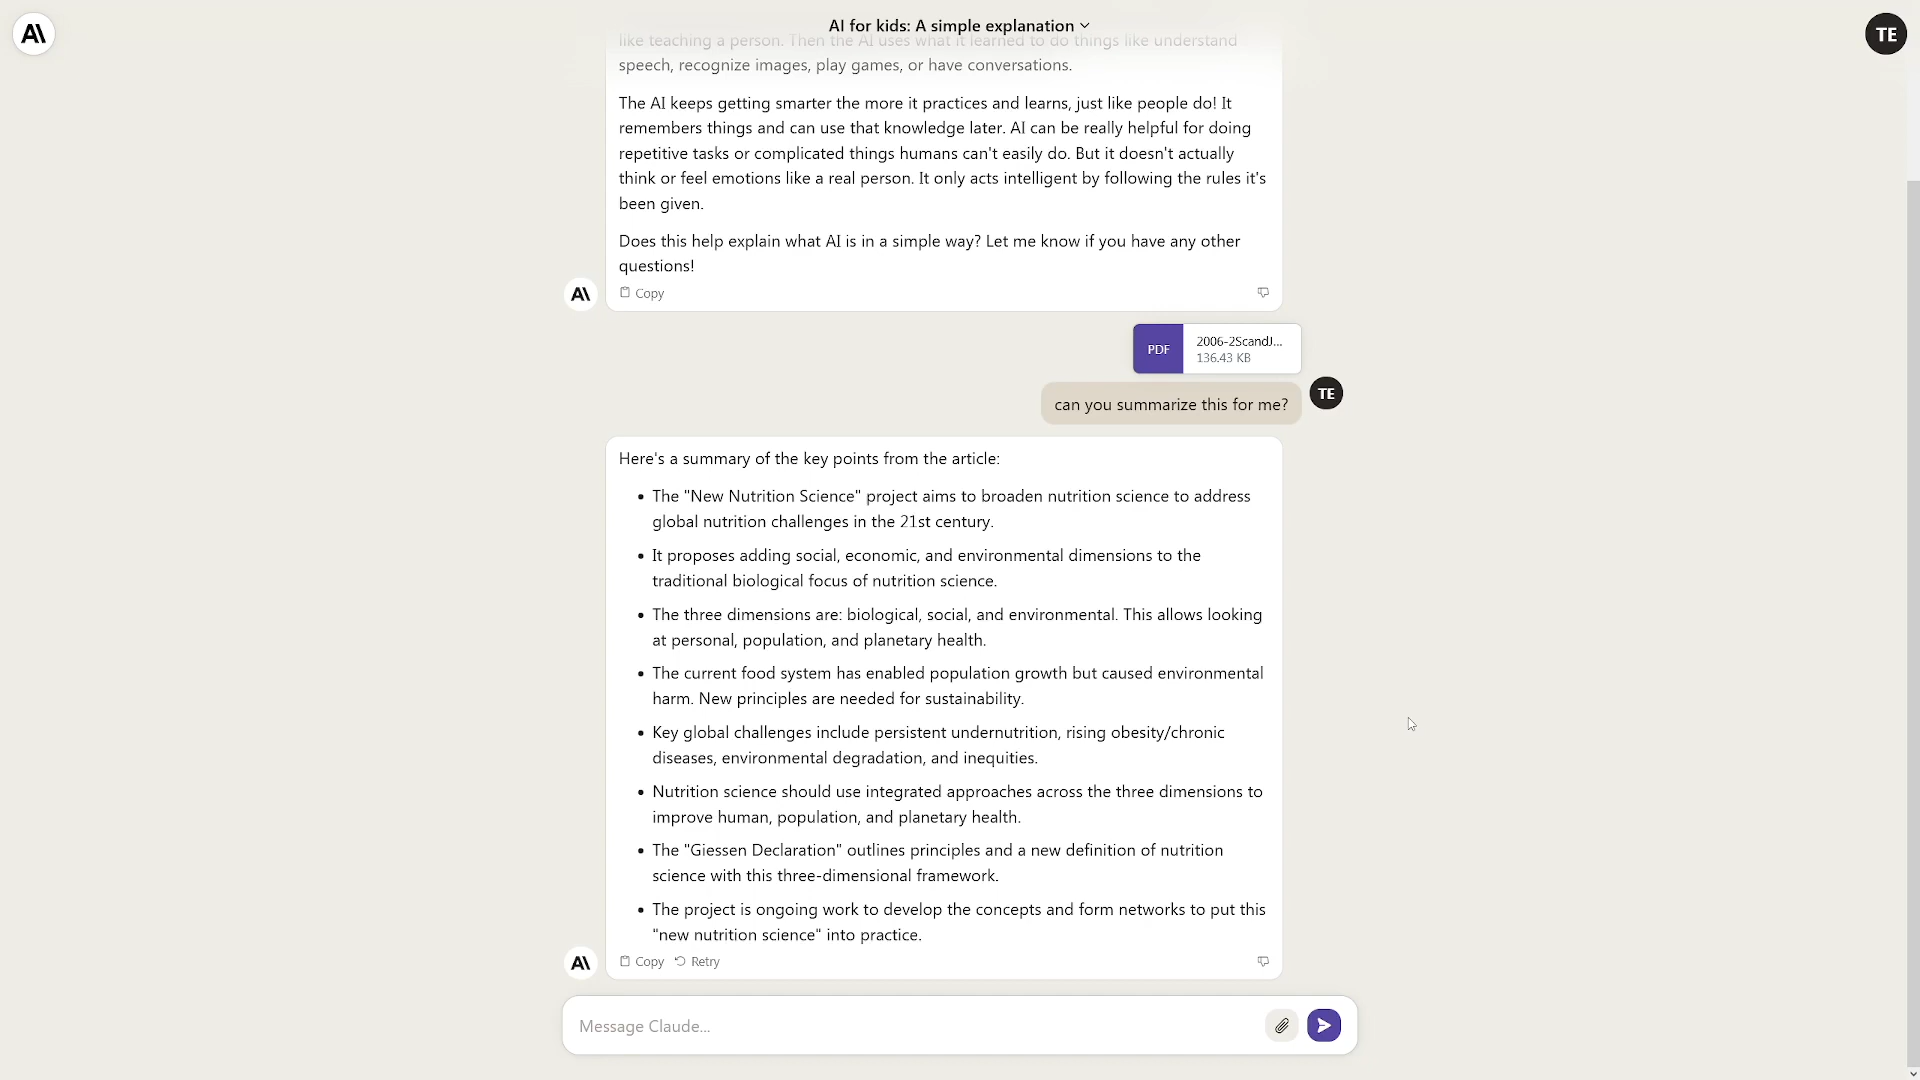 AI for kids: A simple explanation
TE
like teaching a person. Then the AI uses what it learned to do things like understand
speech, recognize images, play games, or have conversations.
The AI keeps getting smarter the more it practices and learns, just like people do! It
remembers things and can use that knowledge later. AI can be really helpful for doing
repetitive tasks or complicated things humans can't easily do. But it doesn't actually
think or feel emotions like a real person. It only acts intelligent by following the rules it's
been given.
Does this help explain what AI is in a simple way? Let me know if you have any other
questions!
Copy
PDF
2006-2ScandJ...
136.43 KB
can you summarize this for me?
TE
Here's a summary of the key points from the article:
• The "New Nutrition Science" project aims to broaden nutrition science to address
global nutrition challenges in the 21st century.
• It proposes adding social, economic, and environmental dimensions to the
traditional biological focus of nutrition science.
• The three dimensions are: biological, social, and environmental. This allows looking
at personal, population, and planetary health.
• The current food system has enabled population growth but caused environmental
harm. New principles are needed for sustainability.
• Key global challenges include persistent undernutrition, rising obesity/chronic
diseases, environmental degradation, and inequities.
• Nutrition science should use integrated approaches across the three dimensions to
improve human, population, and planetary health.
• The "Giessen Declaration" outlines principles and a new definition of nutrition
science with this three-dimensional framework.
• The project is ongoing work to develop the concepts and form networks to put this
"new nutrition science" into practice.
Copy Retry
Message Claude...